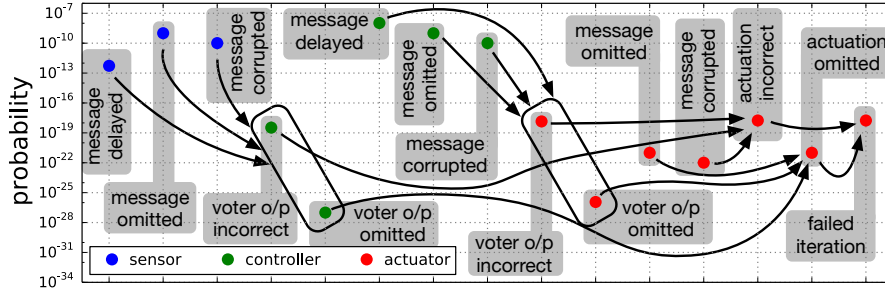 probability
10⁻⁷
10⁻¹⁰
10⁻¹³
10⁻¹⁶
10⁻¹⁹
10⁻²²
10⁻²⁵
10⁻²⁸
10⁻³¹
10⁻³⁴
message
delayed
message
omitted
message
corrupted
voter o/p
incorrect
voter o/p
omitted
message
delayed
message
omitted
message
corrupted
voter o/p
incorrect
voter o/p
omitted
message
omitted
message
corrupted
actuation
incorrect
actuation
omitted
failed
iteration
sensor
controller
actuator